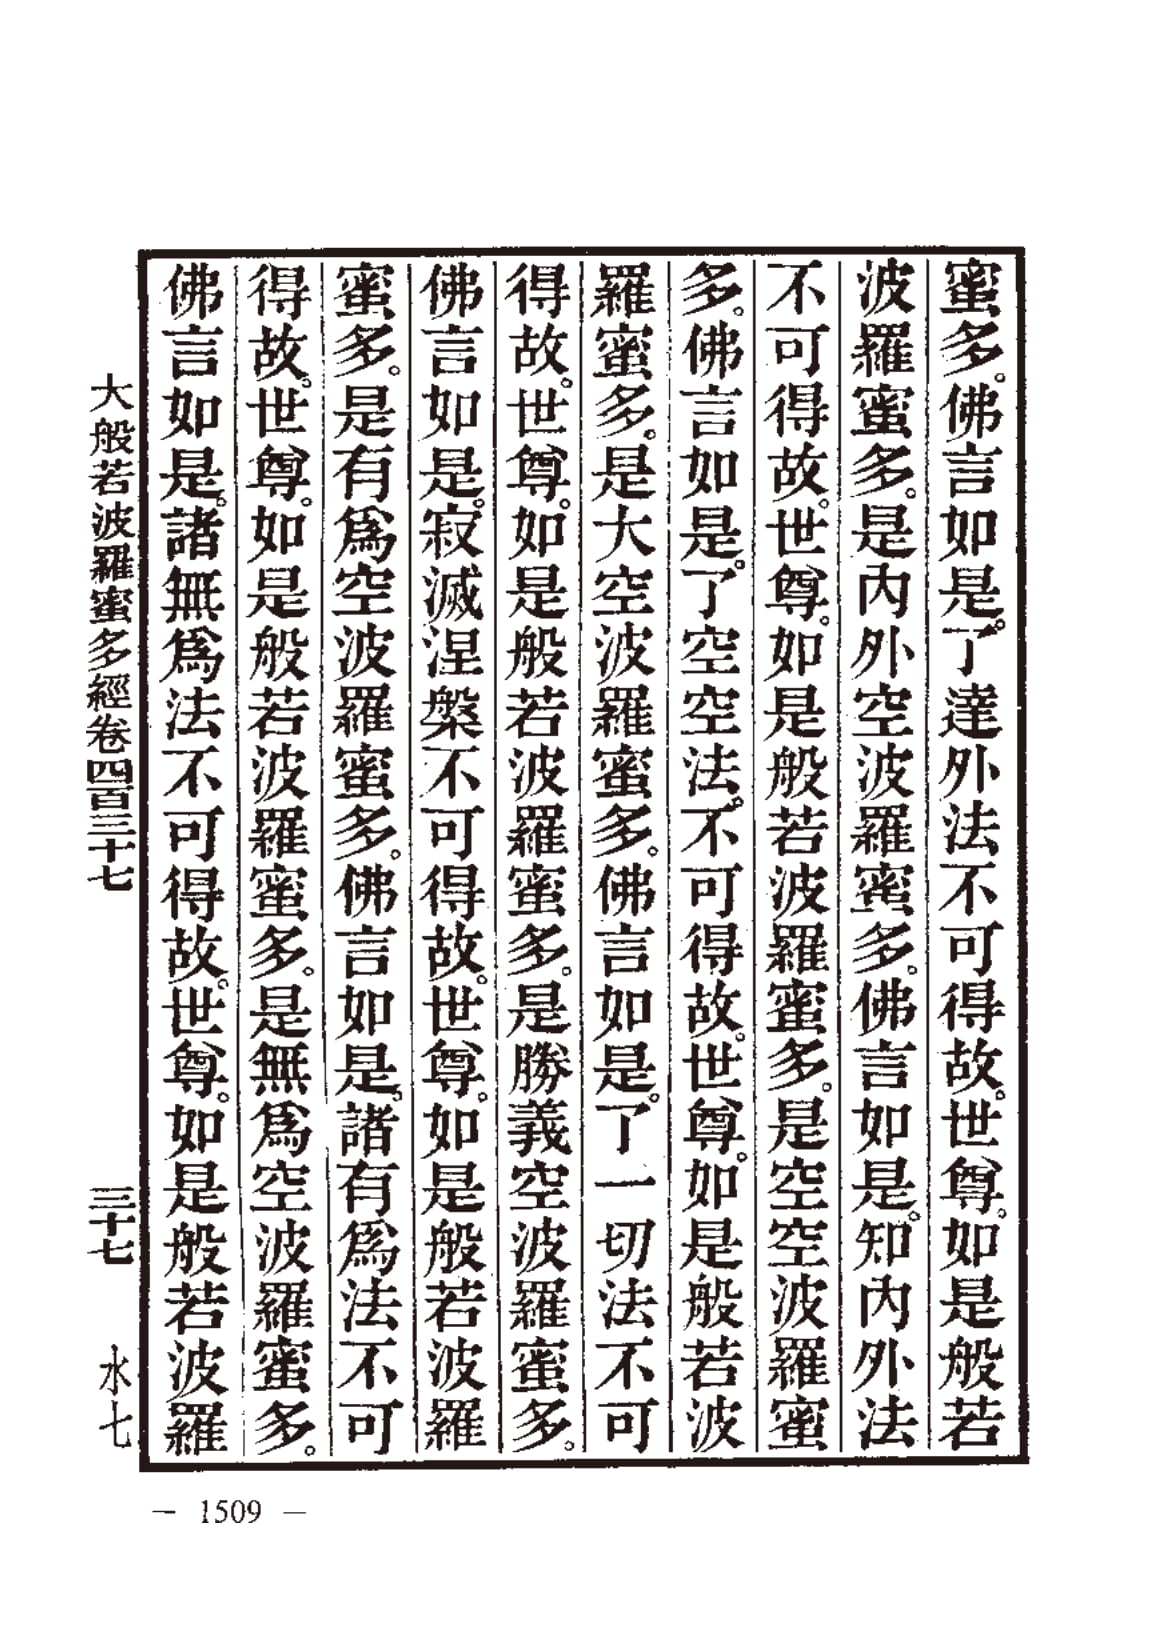 蜜多。佛言如是。了達外法不可得故。世尊。如是般若
波羅蜜多。是內外空波羅蜜多。佛言如是。知內外法
不可得故。世尊。如是般若波羅蜜多。是空空波羅蜜
多。佛言如是。了空空法。不可得故。世尊。如是般若波
羅蜜多。是大空波羅蜜多。佛言如是。了一切法不可
得故。世尊。如是般若波羅蜜多。是勝義空波羅蜜多。
佛言如是。寂滅涅槃不可得故。世尊。如是般若波羅
蜜多。是有爲空波羅蜜多。佛言如是。諸有爲法不可
得故。世尊。如是般若波羅蜜多。是無爲空波羅蜜多。
佛言如是。諸無爲法不可得故。世尊。如是般若波羅
大般若波羅蜜多經卷四百三十七 三十七 水七
— 1509 —